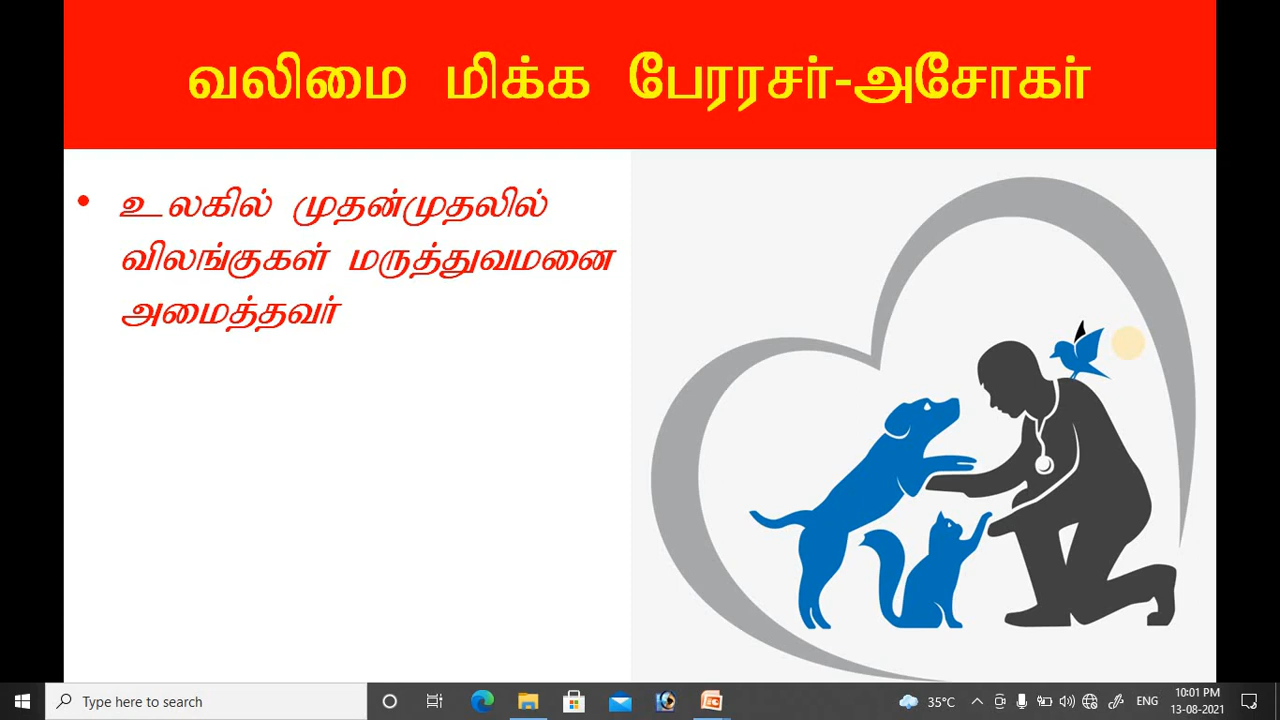 வலிமை மிக்க பேரரசர்-அசோகர்
• உலகில் முதன்முதலில்
விலங்குகள் மருத்துவமனை
அமைத்தவர்
Type here to search
35°C
ENG
10:01 PM
13-08-2021